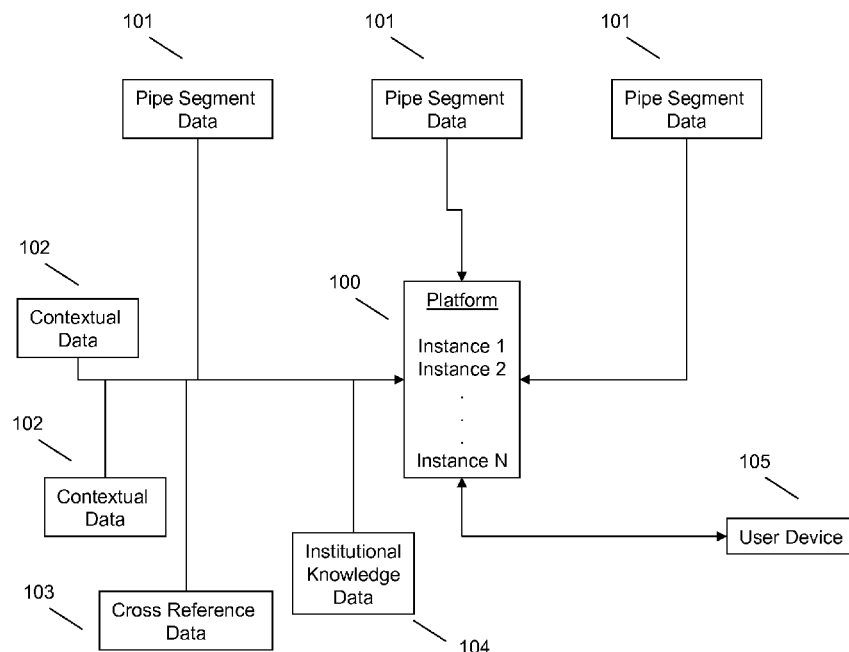 101
101
101
Pipe Segment
Data
Pipe Segment
Data
Pipe Segment
Data
102
Contextual
Data
100
Platform
Instance 1
Instance 2
.
.
.
Instance N
102
Contextual
Data
105
User Device
Institutional
Knowledge
Data
103
Cross Reference
Data
104